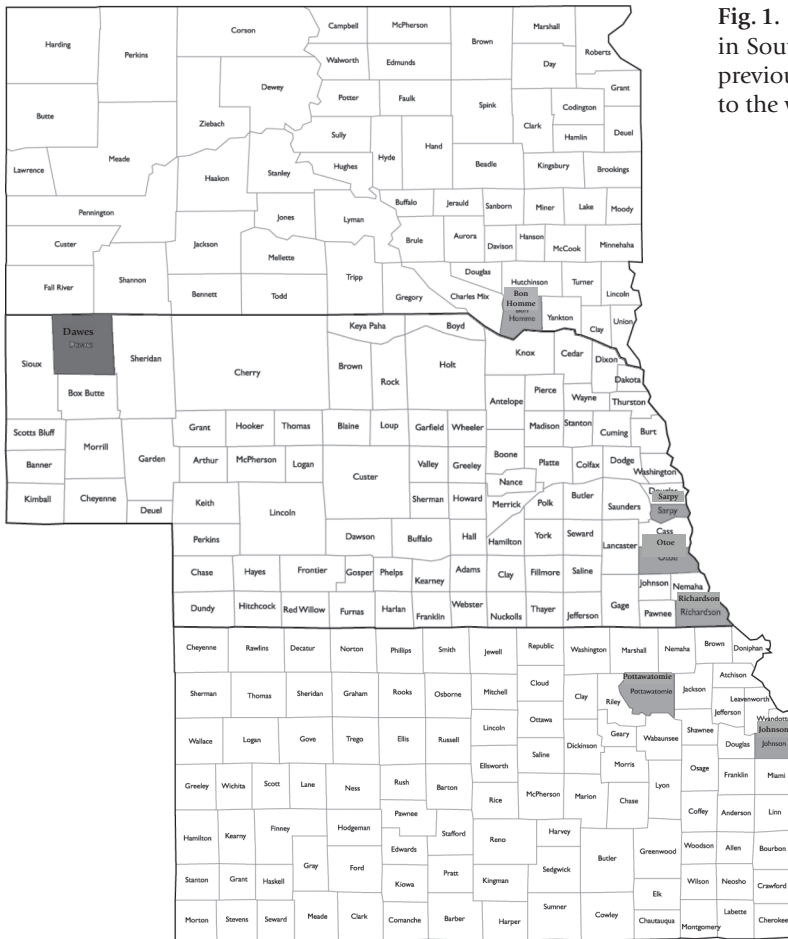 Fig. 1.
in Sou
previou
to the v
Harding
Perkins
Corson
Campbell
McPherson
Brown
Marshall
Roberts
Walworth
Edmunds
Day
Dewey
Grant
Butte
Ziebach
Potter
Faulk
Spink
Codington
Clark
Hamlin
Deuel
Sully
Hand
Meade
Hyde
Lawrence
Haakon
Stanley
Hughes
Beadle
Kingsbury
Brookings
Pennington
Jones
Lyman
Buffalo
Jerauld
Sanborn
Miner
Lake
Moody
Custer
Jackson
Mellette
Brule
Aurora
Davison
Hanson
McCook
Minnehaha
Fall River
Shannon
Bennett
Todd
Tripp
Gregory
Charles Mix
Douglas
Hutchinson
Turner
Lincoln
Bon
Homme
Homme
Yankton
Clay
Union
Dawes
Sioux
Sheridan
Cherry
Keya Paha
Boyd
Knox
Cedar
Dixon
Dakota
Box Butte
Brown
Rock
Holt
Antelope
Pierce
Wayne
Thurston
Scotts Bluff
Morrill
Garden
Grant
Hooker
Thomas
Blaine
Loup
Garfield
Wheeler
Madison
Stanton
Cuming
Burt
Banner
Arthur
McPherson
Logan
Custer
Valley
Greeley
Boone
Platte
Colfax
Dodge
Washington
Nance
Kimball
Cheyenne
Deuel
Keith
Lincoln
Sherman
Howard
Merrick
Polk
Butler
Saunders
Douglas
Sarpy
Sarpy
Perkins
Dawson
Buffalo
Hall
Hamilton
York
Seward
Lancaster
Cass
Otoe
Otoe
Chase
Hayes
Frontier
Gosper
Phelps
Kearney
Adams
Clay
Fillmore
Saline
Johnson
Nemaha
Dundy
Hitchcock
Red Willow
Furnas
Harlan
Franklin
Webster
Nuckolls
Thayer
Jefferson
Gage
Pawnee
Richardson
Richardson
Cheyenne
Rawlins
Decatur
Norton
Phillips
Smith
Jewell
Republic
Washington
Marshall
Nemaha
Brown
Doniphan
Sherman
Thomas
Sheridan
Graham
Rooks
Osborne
Mitchell
Cloud
Clay
Riley
Pottawatomie
Pottawatomie
Jackson
Atchison
Jefferson
Leavenworth
Wyandott
Wallace
Logan
Gove
Trego
Ellis
Russell
Lincoln
Ottawa
Saline
Dickinson
Geary
Wabaunsee
Shawnee
Douglas
Johnson
Johnson
Greeley
Wichita
Scott
Lane
Ness
Rush
Barton
Ellsworth
Rice
McPherson
Marion
Morris
Chase
Lyon
Osage
Franklin
Miami
Hamilton
Kearny
Finney
Hodgeman
Pawnee
Stafford
Edwards
Reno
Harvey
Sedgwick
Butler
Greenwood
Coffey
Anderson
Linn
Woodson
Allen
Bourbon
Stanton
Grant
Haskell
Gray
Ford
Kiowa
Pratt
Kingman
Elk
Wilson
Neosho
Crawford
Morton
Stevens
Seward
Meade
Clark
Comanche
Barber
Harper
Sumner
Cowley
Chautauqua
Montgomery
Labette
Cherokee